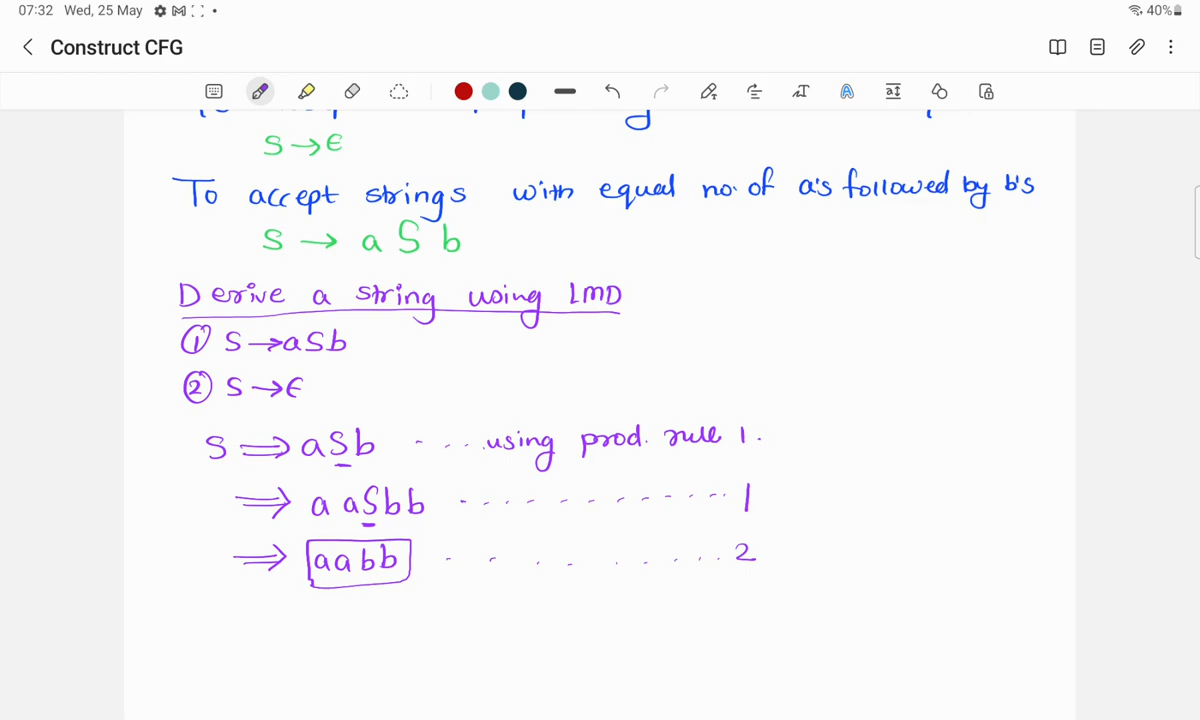 07:32 Wed, 25 May
40%
Construct CFG
S → ϵ
To accept strings with equal no. of a's followed by b's
S → a S b
Derive a string using LMD
① S → aSb
② S → ϵ
S ⟹ aSb - - - . using prod. rule 1.
⟹ a aSbb - - - - - - - - - - - - 1
⟹ aabb - - - - - . . . 2